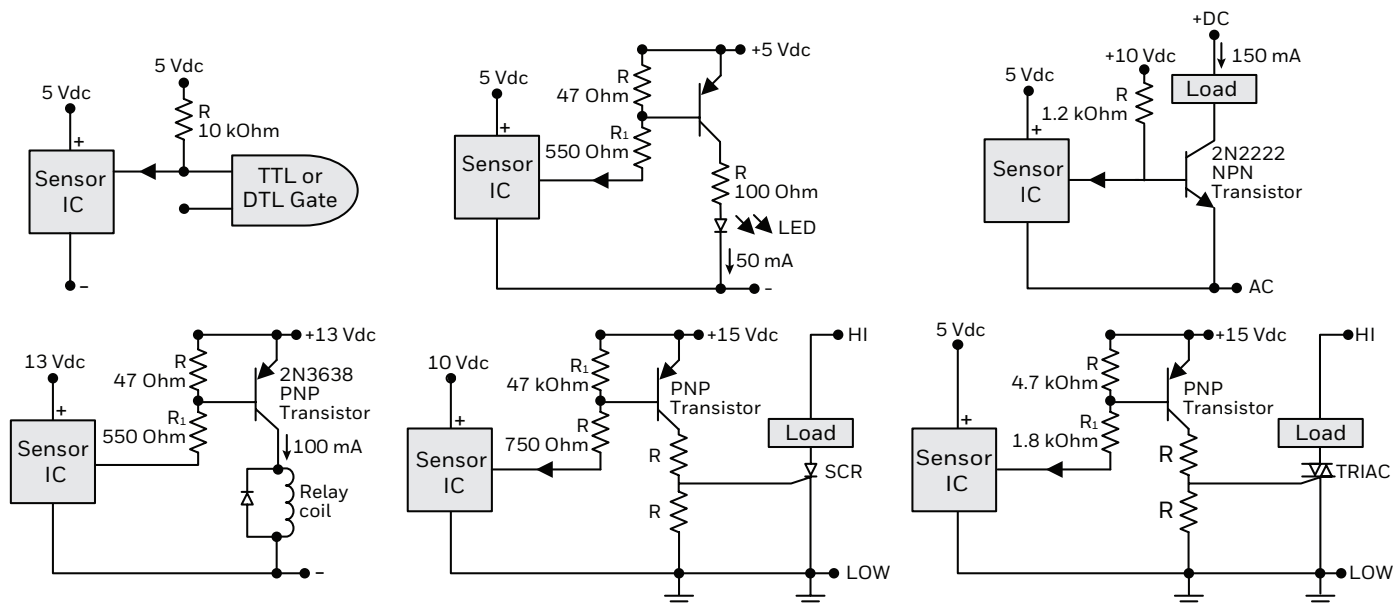 5 Vdc
5 Vdc
R
10 kOhm
+
Sensor
IC
TTL or
DTL Gate
–
+5 Vdc
5 Vdc
R
47 Ohm
+
R1
550 Ohm
Sensor
IC
R
100 Ohm
LED
50 mA
-
+DC
150 mA
+10 Vdc
5 Vdc
R
1.2 kOhm
Load
+
Sensor
IC
2N2222
NPN
Transistor
AC
+13 Vdc
13 Vdc
R
47 Ohm
2N3638
PNP
Transistor
+
R1
550 Ohm
Sensor
IC
100 mA
Relay
coil
–
+15 Vdc
HI
10 Vdc
R1
47 kOhm
PNP
Transistor
+
R
750 Ohm
Load
Sensor
IC
R
SCR
R
LOW
5 Vdc
+15 Vdc
HI
R
4.7 kOhm
PNP
Transistor
+
R1
1.8 kOhm
Load
Sensor
IC
R
TRIAC
R
LOW